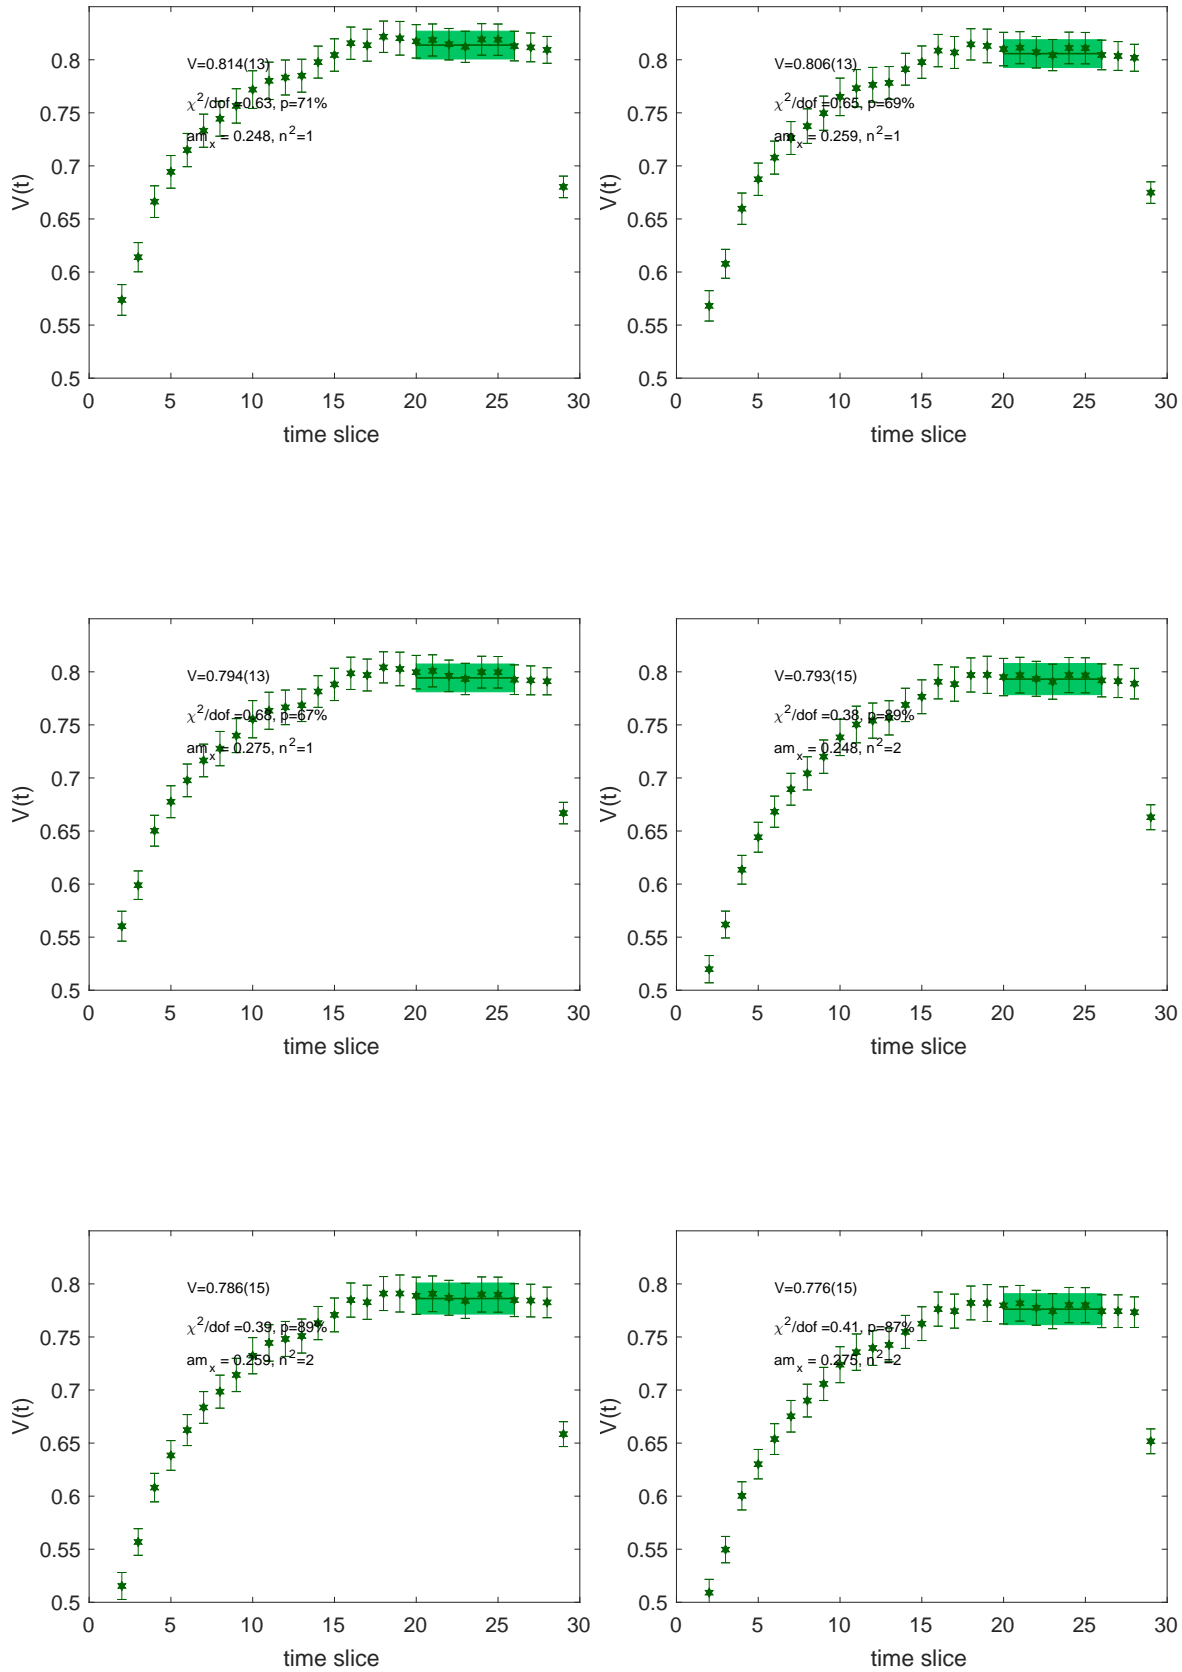 V=0.814(13)
χ²/dof =0.63, p=71%
amₓ = 0.248, n²=1
V(t)
0.8
0.75
0.7
0.65
0.6
0.55
0.5
0 5 10 15 20 25 30
time slice
V=0.806(13)
χ²/dof =0.65, p=69%
amₓ = 0.259, n²=1
V(t)
0.8
0.75
0.7
0.65
0.6
0.55
0.5
0 5 10 15 20 25 30
time slice
V=0.794(13)
χ²/dof =0.68, p=67%
amₓ = 0.275, n²=1
V(t)
0.8
0.75
0.7
0.65
0.6
0.55
0.5
0 5 10 15 20 25 30
time slice
V=0.793(15)
χ²/dof =0.38, p=89%
amₓ = 0.248, n²=2
V(t)
0.8
0.75
0.7
0.65
0.6
0.55
0.5
0 5 10 15 20 25 30
time slice
V=0.786(15)
χ²/dof =0.39, p=89%
amₓ = 0.259, n²=2
V(t)
0.8
0.75
0.7
0.65
0.6
0.55
0.5
0 5 10 15 20 25 30
time slice
V=0.776(15)
χ²/dof =0.41, p=87%
amₓ = 0.275, n²=2
V(t)
0.8
0.75
0.7
0.65
0.6
0.55
0.5
0 5 10 15 20 25 30
time slice